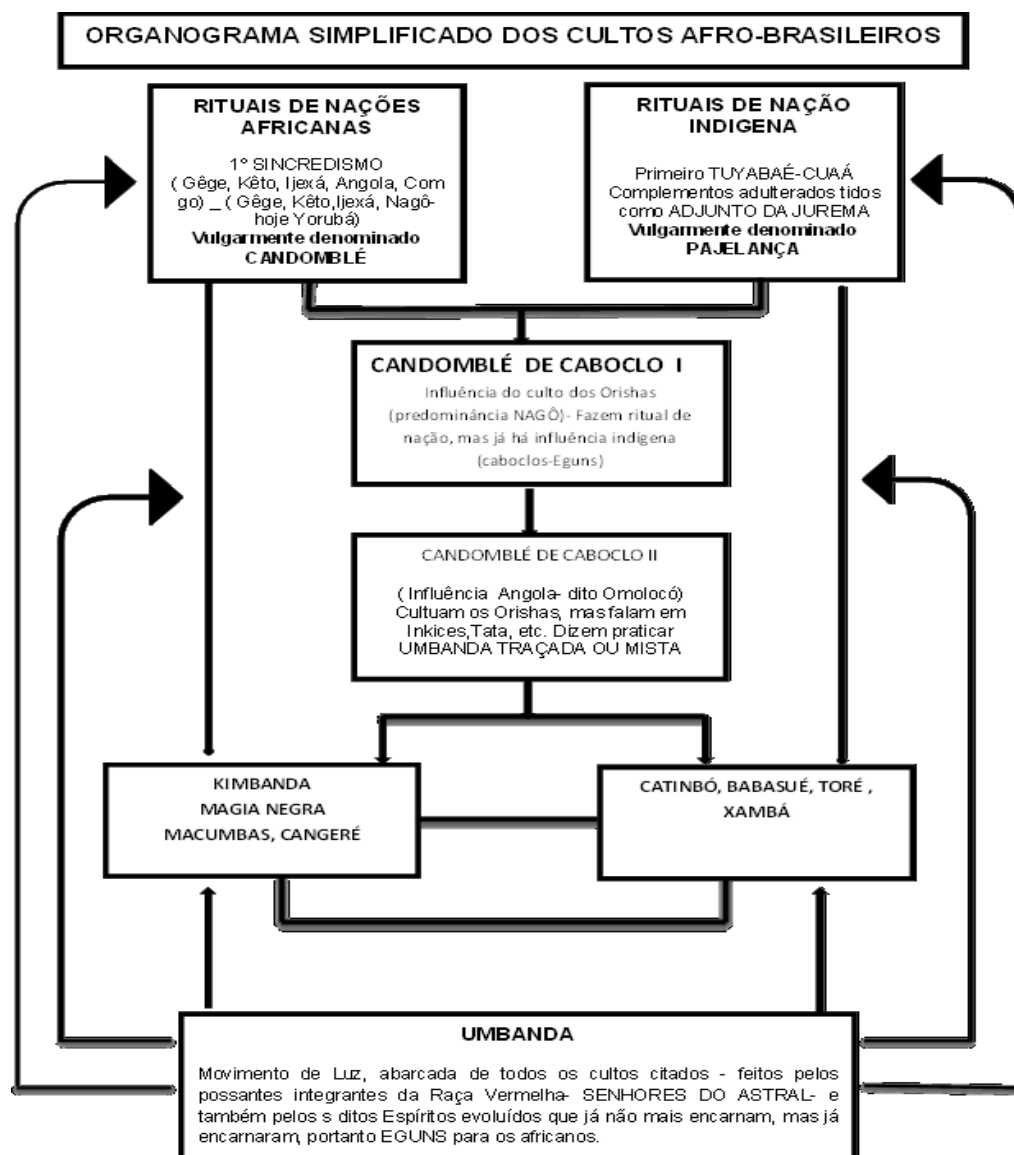 ORGANOGRAMA SIMPLIFICADO DOS CULTOS AFRO-BRASILEIROS
RITUAIS DE NAÇÕES
AFRICANAS
1º SINCREDISMO
( Gêge, Kêto, Ijexá, Angola, Com
go) _ ( Gêge, Kêto,Ijexá, Nagô-
hoje Yorubá)
Vulgarmente denominado
CANDOMBLÉ
RITUAIS DE NAÇÃO
INDIGENA
Primeiro TUYABAÉ-CUAÁ
Complementos adulterados tidos
como ADJUNTO DA JUREMA
Vulgarmente denominado
PAJELANÇA
CANDOMBLÉ DE CABOCLO I
Influência do culto dos Orishas
(predominância NAGÔ)- Fazem ritual de
nação, mas já há influência indígena
(caboclos-Eguns)
CANDOMBLÉ DE CABOCLO II
( Influência Angola- dito Omolocó)
Cultuam os Orishas, mas falam em
Inkices,Tata, etc. Dizem praticar
UMBANDA TRAÇADA OU MISTA
KIMBANDA
MAGIA NEGRA
MACUMBAS, CANGERÉ
CATINBÓ, BABASUÉ, TORÉ ,
XAMBÁ
UMBANDA
Movimento de Luz, abarcada de todos os cultos citados - feitos pelos
possantes integrantes da Raça Vermelha- SENHORES DO ASTRAL- e
também pelos s ditos Espíritos evoluídos que já não mais encarnam, mas já
encarnaram, portanto EGUNS para os africanos.